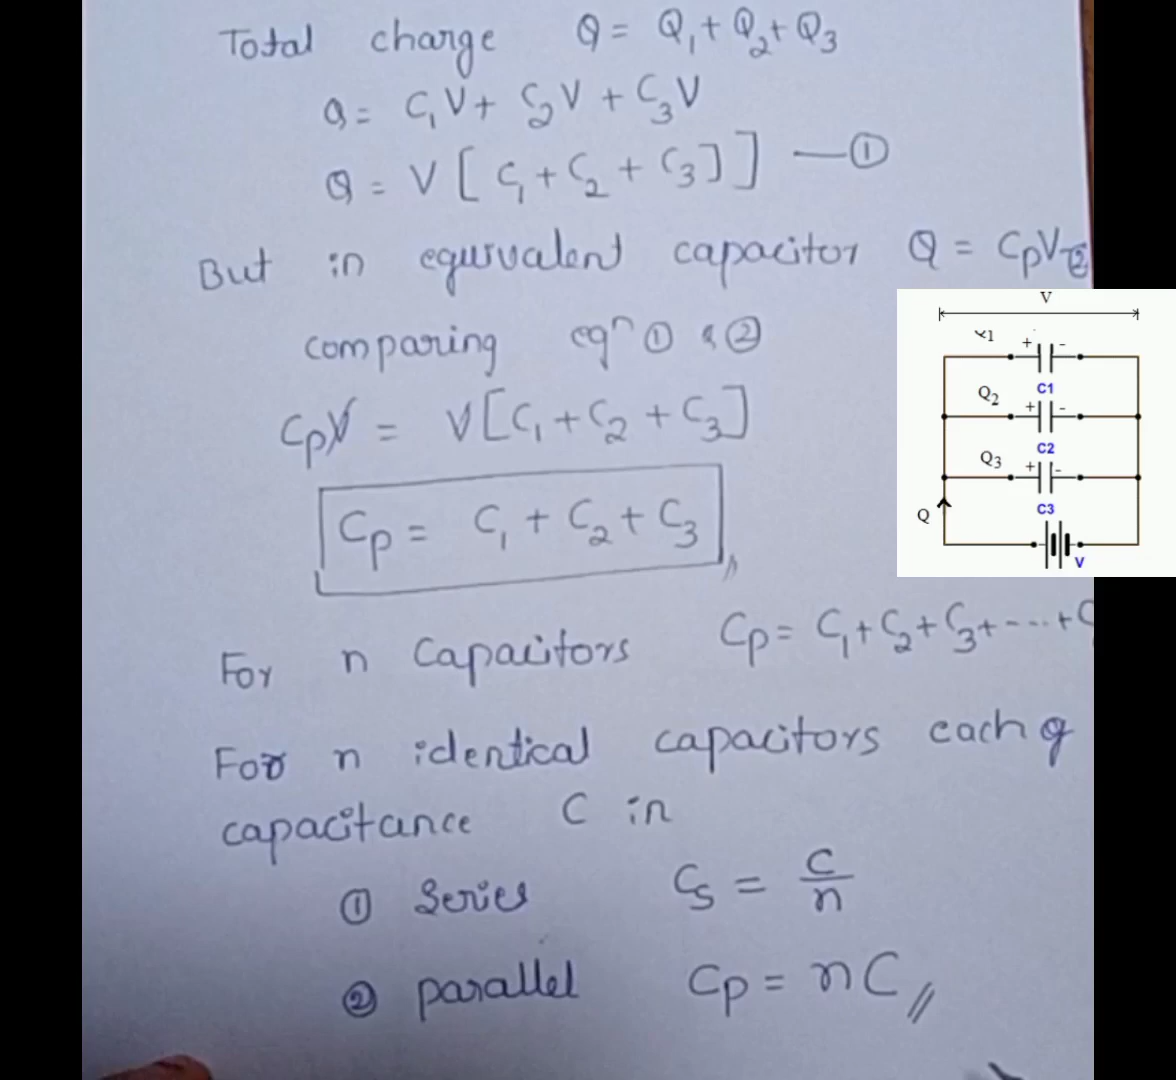 Total charge Q = Q₁ + Q₂ + Q₃
Q = C₁V + C₂V + C₃V
Q = V [ C₁ + C₂ + C₃ ] ] — ①
But in equivalent capacitor Q = CₚV
comparing eqⁿ ① & ②
CₚV = V [ C₁ + C₂ + C₃ ]
Cₚ = C₁ + C₂ + C₃
For n capacitors Cₚ = C₁ + C₂ + C₃ + - - ... + C
For n identical capacitors each of
capacitance C in
① Series Cₛ = C/n
② parallel Cₚ = nC //
V
+ -
C1
Q₂ + -
C2
Q₃ + -
C3
Q
V